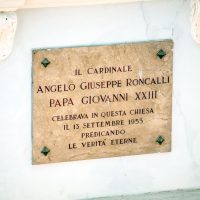 IL CARDINALE
ANGELO GIUSEPPE RONCALLI
PAPA GIOVANNI XXIII
CELEBRAVA IN QUESTA CHIESA
IL 13 SETTEMBRE 1953
PREDICANDO
LE VERITÀ ETERNE